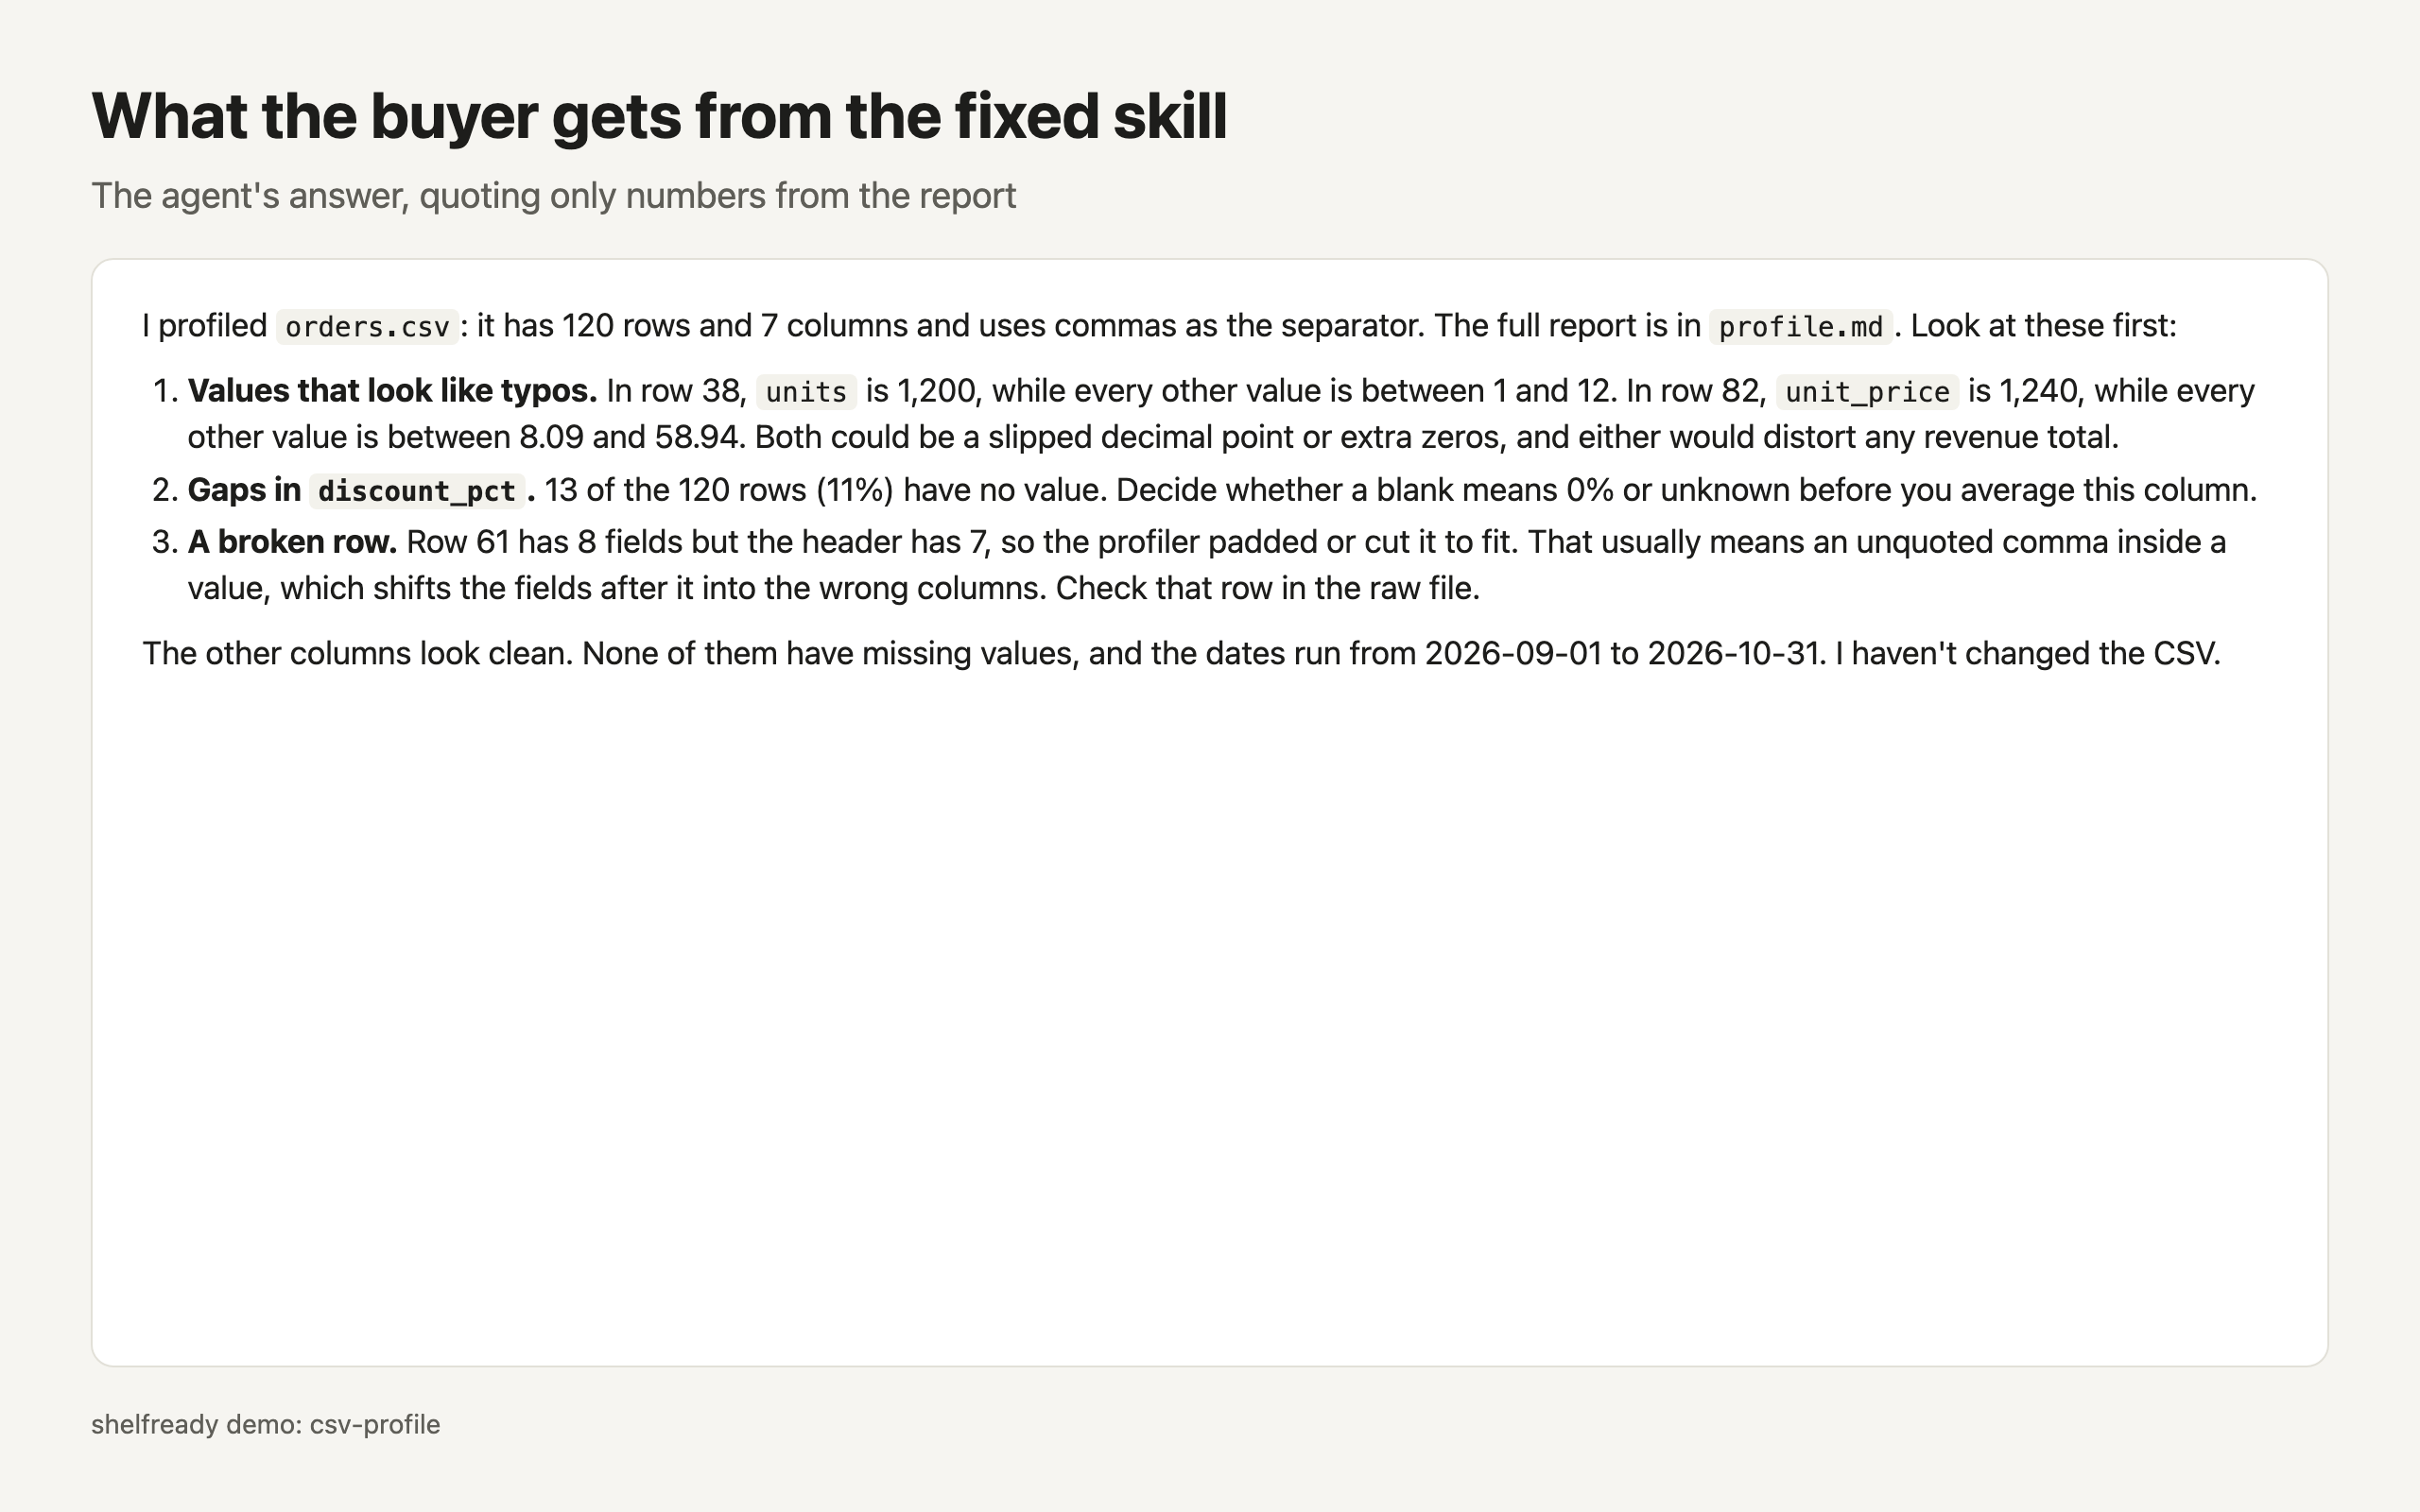 What the buyer gets from the fixed skill
The agent's answer, quoting only numbers from the report
I profiled orders.csv: it has 120 rows and 7 columns and uses commas as the separator. The full report is in profile.md. Look at these first:
1. Values that look like typos. In row 38, units is 1,200, while every other value is between 1 and 12. In row 82, unit_price is 1,240, while every
other value is between 8.09 and 58.94. Both could be a slipped decimal point or extra zeros, and either would distort any revenue total.
2. Gaps in discount_pct. 13 of the 120 rows (11%) have no value. Decide whether a blank means 0% or unknown before you average this column.
3. A broken row. Row 61 has 8 fields but the header has 7, so the profiler padded or cut it to fit. That usually means an unquoted comma inside a
value, which shifts the fields after it into the wrong columns. Check that row in the raw file.
The other columns look clean. None of them have missing values, and the dates run from 2026-09-01 to 2026-10-31. I haven't changed the CSV.
shelfready demo: csv-profile